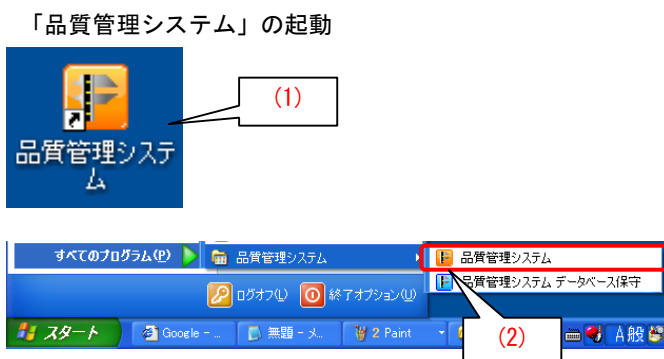 「品質管理システム」の起動
(1)
品質管理システ
ム
すべてのプログラム(P)
品質管理システム
品質管理システム
品質管理システム データベース保守
ログオフ(L)
終了オプション(U)
スタート
Google - ...
無題 - メ...
2 Paint
(2)
A般